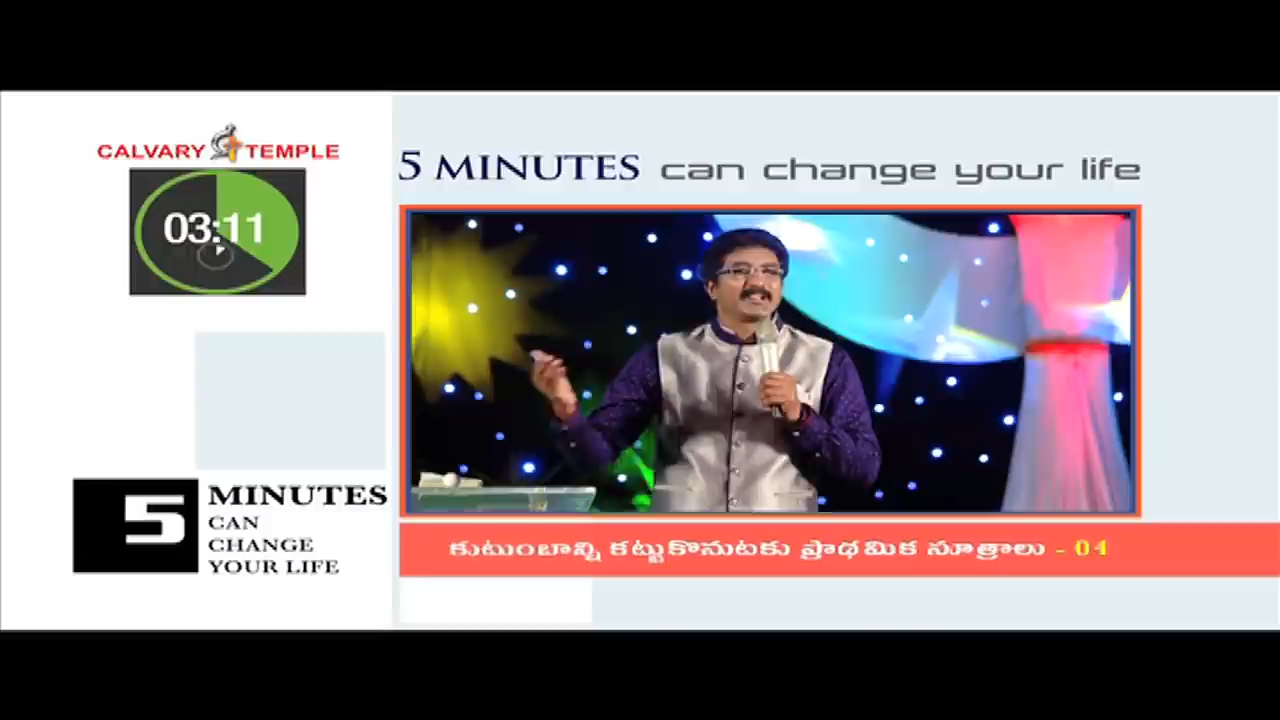 CALVARY TEMPLE
03:11
5 MINUTES can change your life
5 MINUTES
CAN
CHANGE
YOUR LIFE
కుటుంబాన్ని కట్టుకొనుటకు ప్రాథమిక సూత్రాలు - 04